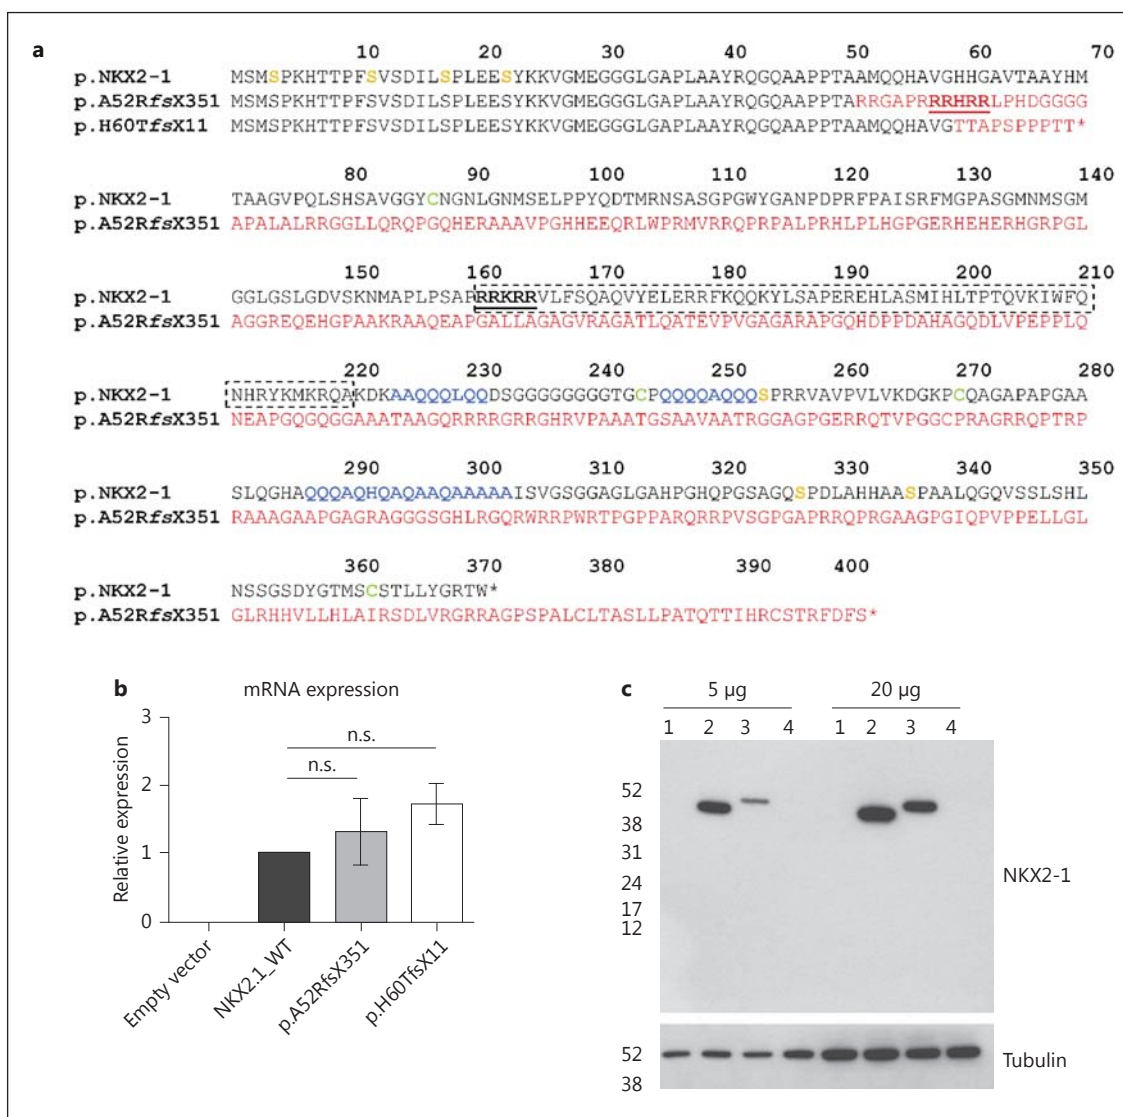 a
10 20 30 40 50 60 70
p.NKX2-1 MSMSPKHTTPFSVSDILSPLEESYKKVGMEGGGLGAPLAAYRQGQAAPPTAAMQQHAVGHHGAVTAAYHM
p.A52RfsX351 MSMSPKHTTPFSVSDILSPLEESYKKVGMEGGGLGAPLAAYRQGQAAPPTARRGAPRRRHRRLPHDGGGG
p.H60TfsX11 MSMSPKHTTPFSVSDILSPLEESYKKVGMEGGGLGAPLAAYRQGQAAPPTAAMQQHAVGTTAPSPPPTT*
80 90 100 110 120 130 140
p.NKX2-1 TAAGVPQLSHSAVGGYCNGNLGNMSELPPYQDTMRNSASGPGWYGANPDPRFPAISRFMGPASGMNMSGM
p.A52RfsX351 APALALRRGGLLQRQPGQHERAAAVPGHHEEQRLWPRMVRRQPRPALPRHLPLHGPGERHEHERHGRPGL
150 160 170 180 190 200 210
p.NKX2-1 GGLGSLGDVSKNMAPLPSAPRRKRRVLFSQAQVYELERRFKQQKYLSAPEREHLASMIHLTPTQVKIWFQ
p.A52RfsX351 AGGREQEHGPAAKRAAQEAPGALLAGAGVRAGATLQATEVPVGAGARAPGQHDPPDAHAGQDLVPEPPLQ
220 230 240 250 260 270 280
p.NKX2-1 NHRYKMKRQAKDKAAQQQLQQDSGGGGGGGGTGCPQQQQAQQQSPRRVAVPVLVKDGKPCQAGAPAPGAA
p.A52RfsX351 NEAPGQGQGGAAATAAGQRRRRGRRGHRVPAAATGSAAVAATRGGAGPGERRQTVPGGCPRAGRRQPTRP
290 300 310 320 330 340 350
p.NKX2-1 SLQGHAQQQAQHQAQAAQAAAAAISVGSGGAGLGAHPGHQPGSAGQSPDLAHHAASPAALQGQVSSLSHL
p.A52RfsX351 RAAAGAAPGAGRAGGGSGHLRGQRWRRPWRTPGPPARQRRPVSGPGAPRRQPRGAAGPGIQPVPPELLGL
360 370 380 390 400
p.NKX2-1 NSSGSDYGTMSCSTLLYGRTW*
p.A52RfsX351 GLRHHVLLHLAIRSDLVRGRRAGPSPALCLTASLLPATQTTIHRCSTRFDFS*
b
mRNA expression
Relative expression
3
2
1
0
n.s.
n.s.
Empty vector
NKX2.1_WT
p.A52RfsX351
p.H60TfsX11
c
5 µg 20 µg
1 2 3 4 1 2 3 4
52
38
31
24
17
12
NKX2-1
52
38
Tubulin